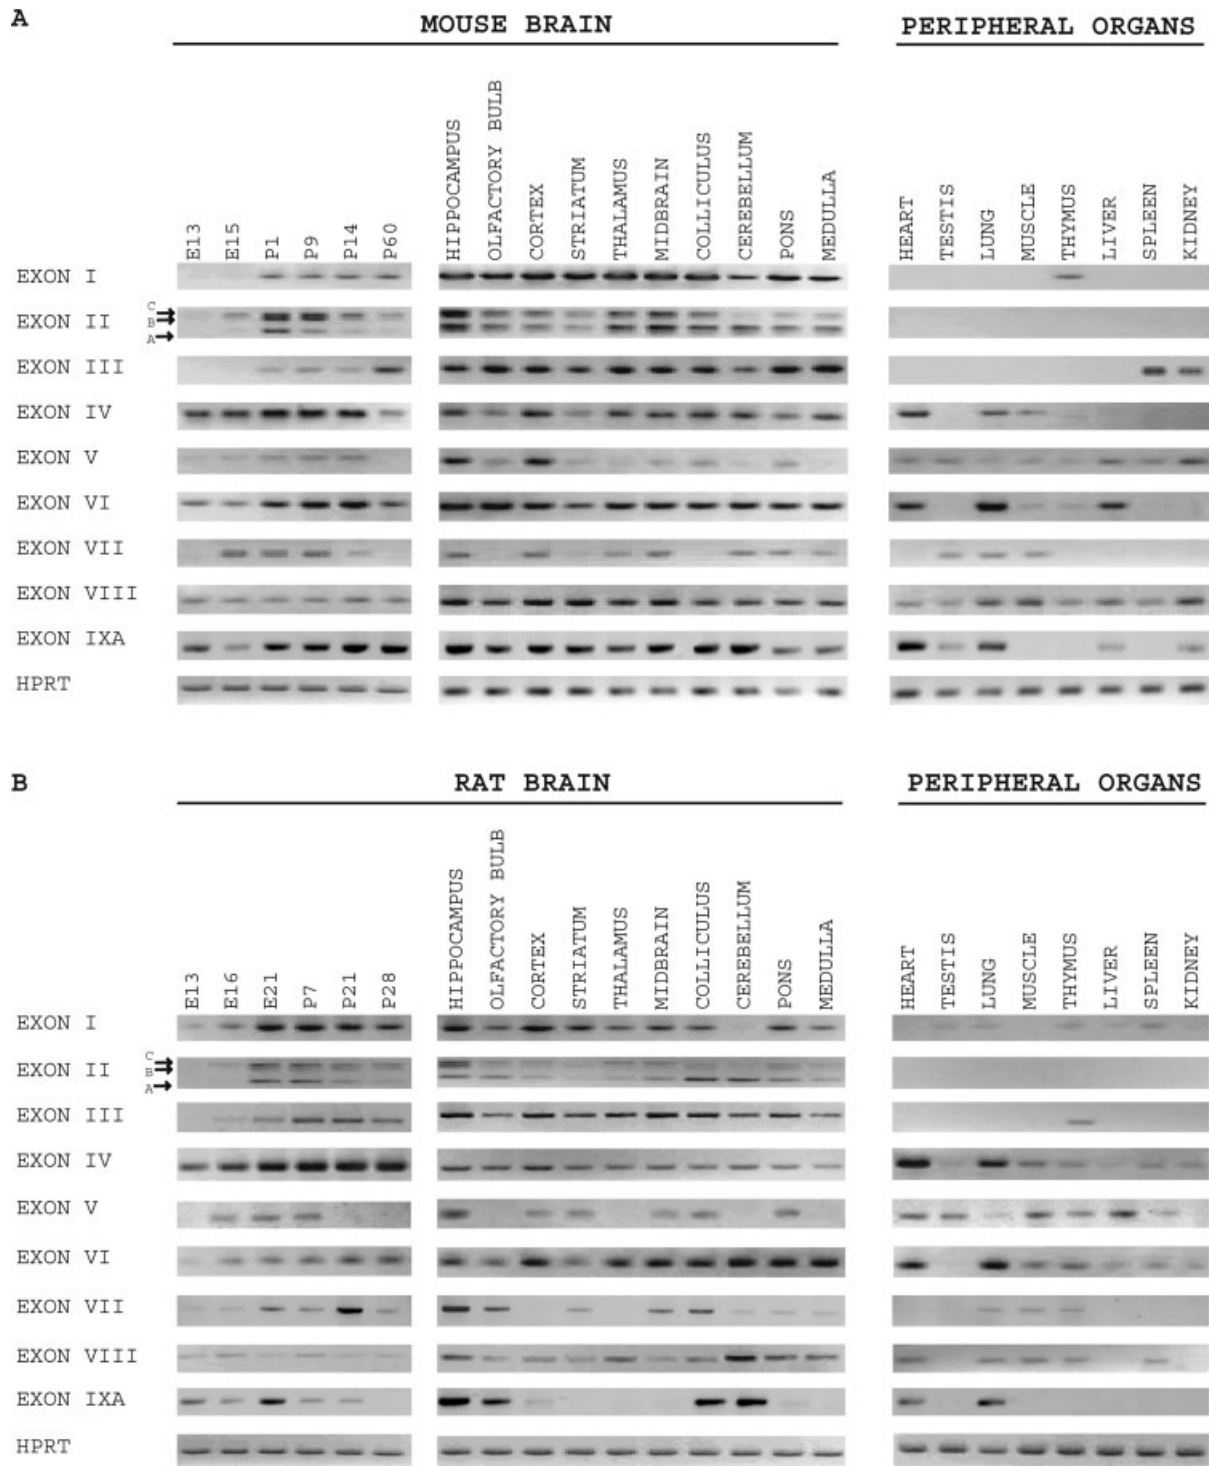 A
MOUSE BRAIN
PERIPHERAL ORGANS
E13
E15
P1
P9
P14
P60
HIPPOCAMPUS
OLFACTORY BULB
CORTEX
STRIATUM
THALAMUS
MIDBRAIN
COLLICULUS
CEREBELLUM
PONS
MEDULLA
HEART
TESTIS
LUNG
MUSCLE
THYMUS
LIVER
SPLEEN
KIDNEY
EXON I
EXON II
C
B
A
EXON III
EXON IV
EXON V
EXON VI
EXON VII
EXON VIII
EXON IXA
HPRT
B
RAT BRAIN
PERIPHERAL ORGANS
E13
E16
E21
P7
P21
P28
HIPPOCAMPUS
OLFACTORY BULB
CORTEX
STRIATUM
THALAMUS
MIDBRAIN
COLLICULUS
CEREBELLUM
PONS
MEDULLA
HEART
TESTIS
LUNG
MUSCLE
THYMUS
LIVER
SPLEEN
KIDNEY
EXON I
EXON II
C
B
A
EXON III
EXON IV
EXON V
EXON VI
EXON VII
EXON VIII
EXON IXA
HPRT